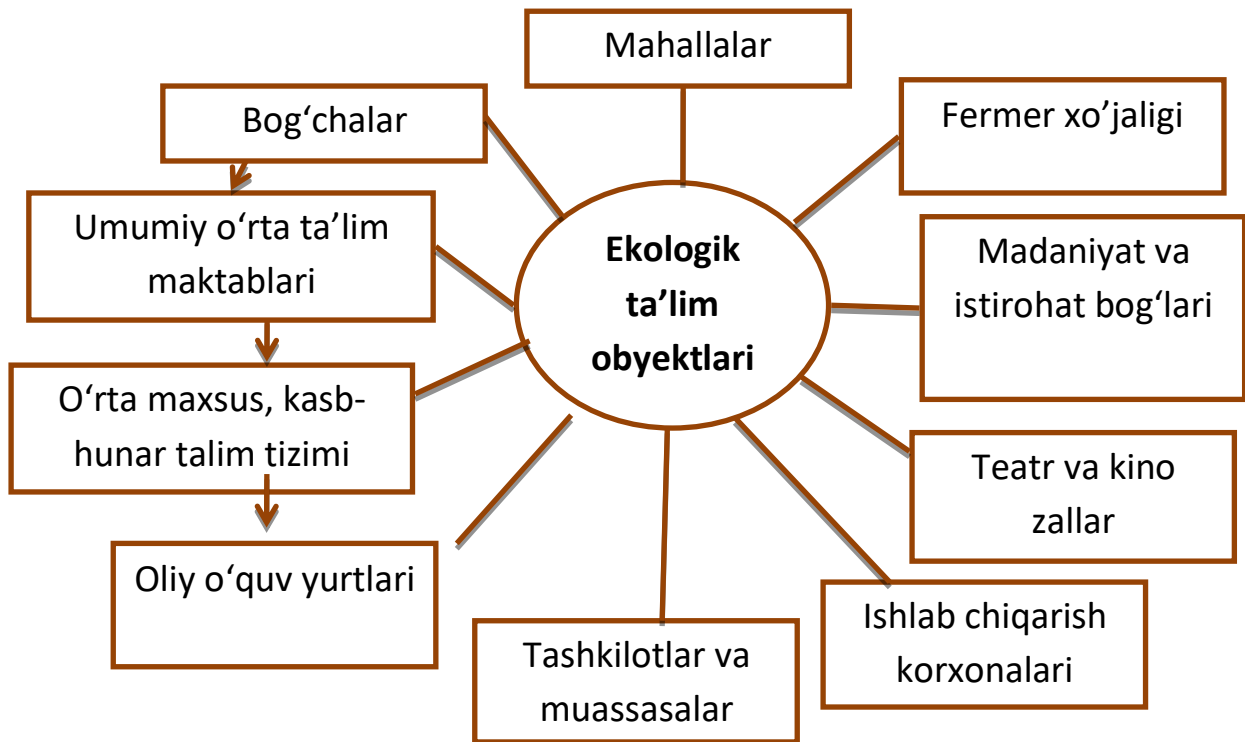 Mahallalar
Bog‘chalar
Fermer xo’jaligi
Umumiy o‘rta ta’lim
maktablari
Ekologik
ta’lim
obyektlari
Madaniyat va
istirohat bog‘lari
O‘rta maxsus, kasb-
hunar talim tizimi
Teatr va kino
zallar
Oliy o‘quv yurtlari
Ishlab chiqarish
korxonalari
Tashkilotlar va
muassasalar